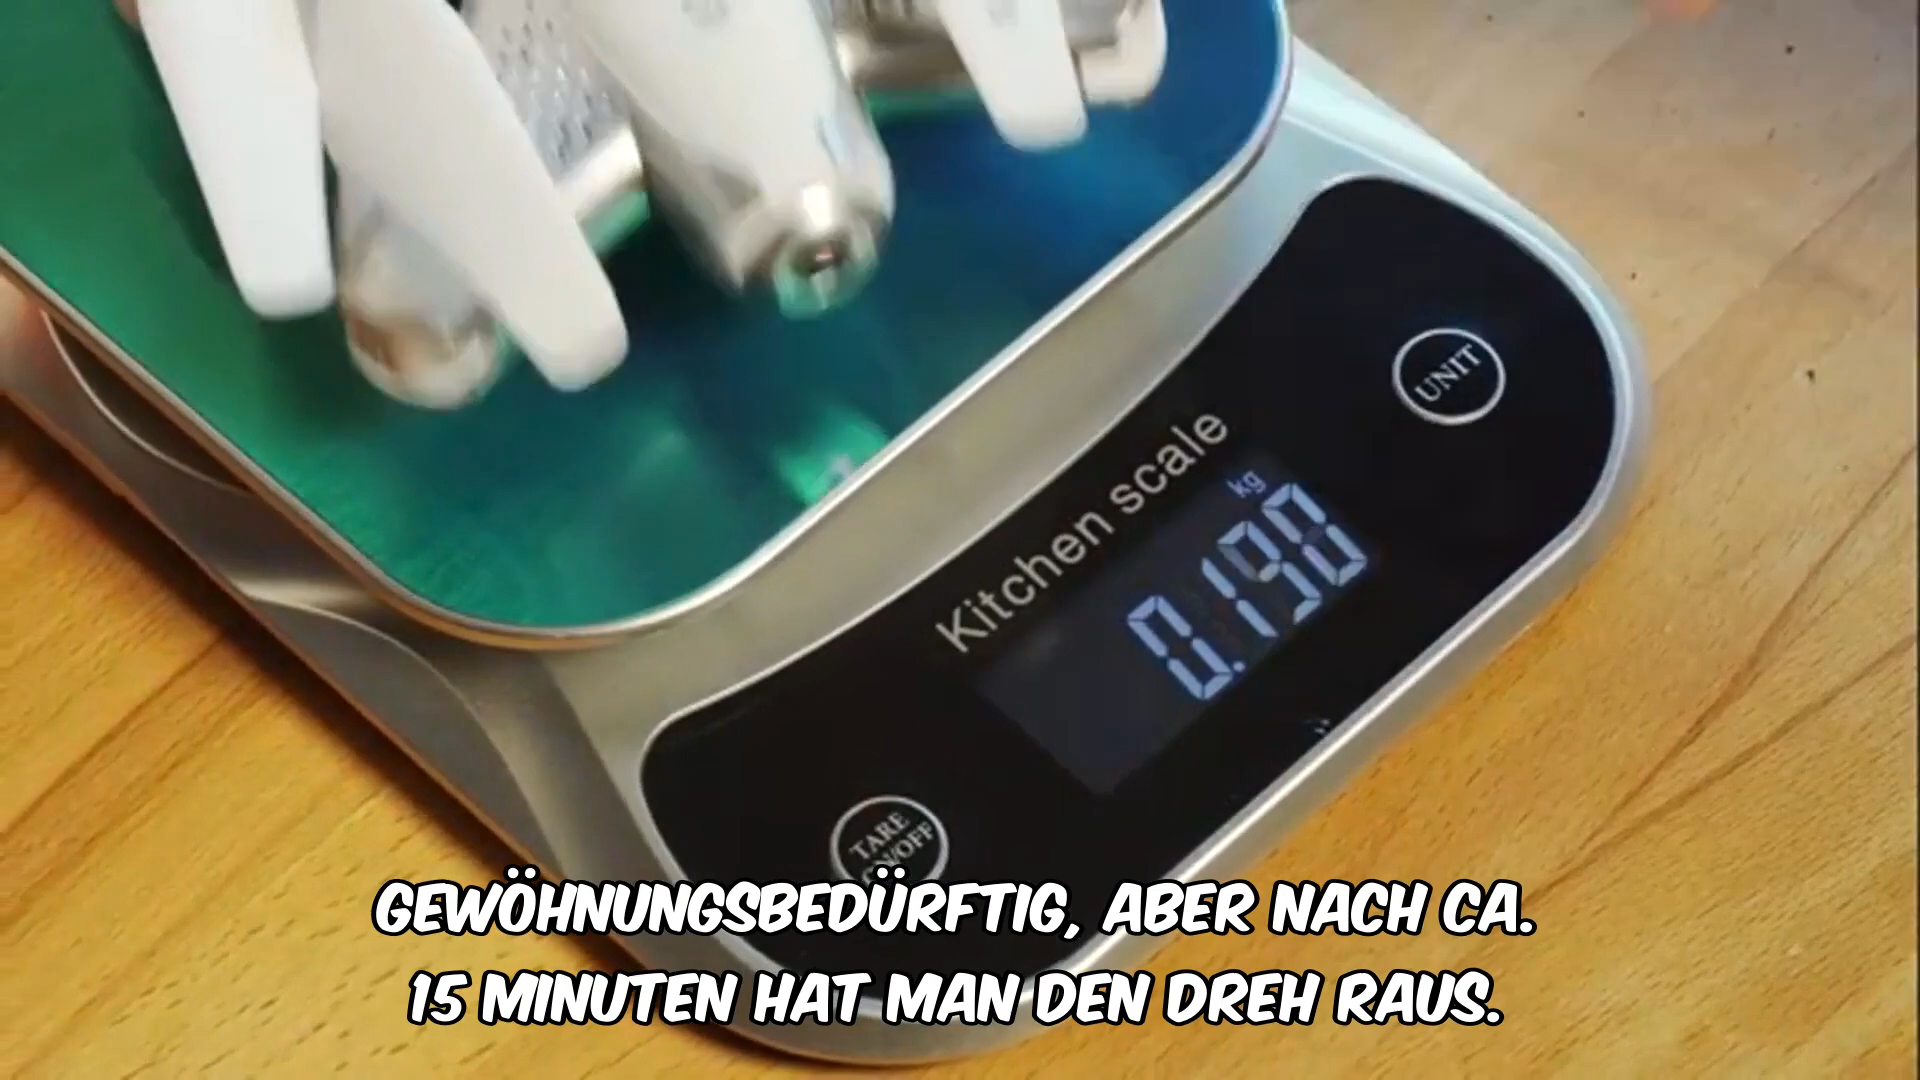 UNIT
Kitchen scale
kg
0.198
TARE
ON/OFF
GEWÖHNUNGSBEDÜRFTIG, ABER NACH CA.
15 MINUTEN HAT MAN DEN DREH RAUS.